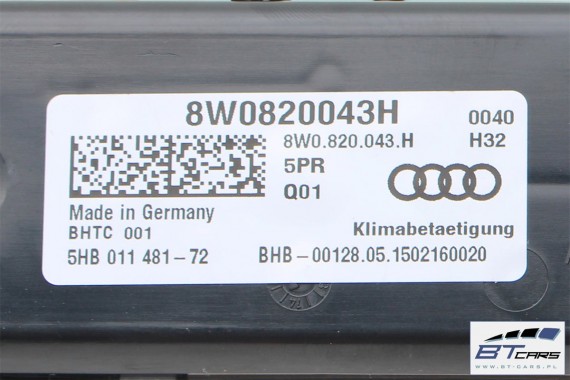 8W0820043H
0040
8W0.820.043.H
H32
5PR
Q01
Made in Germany
Klimabetaetigung
BHTC 001
5HB 011 481-72
BHB-00128.05.1502160020
BTCARS
WWW.BT-CARS.PL